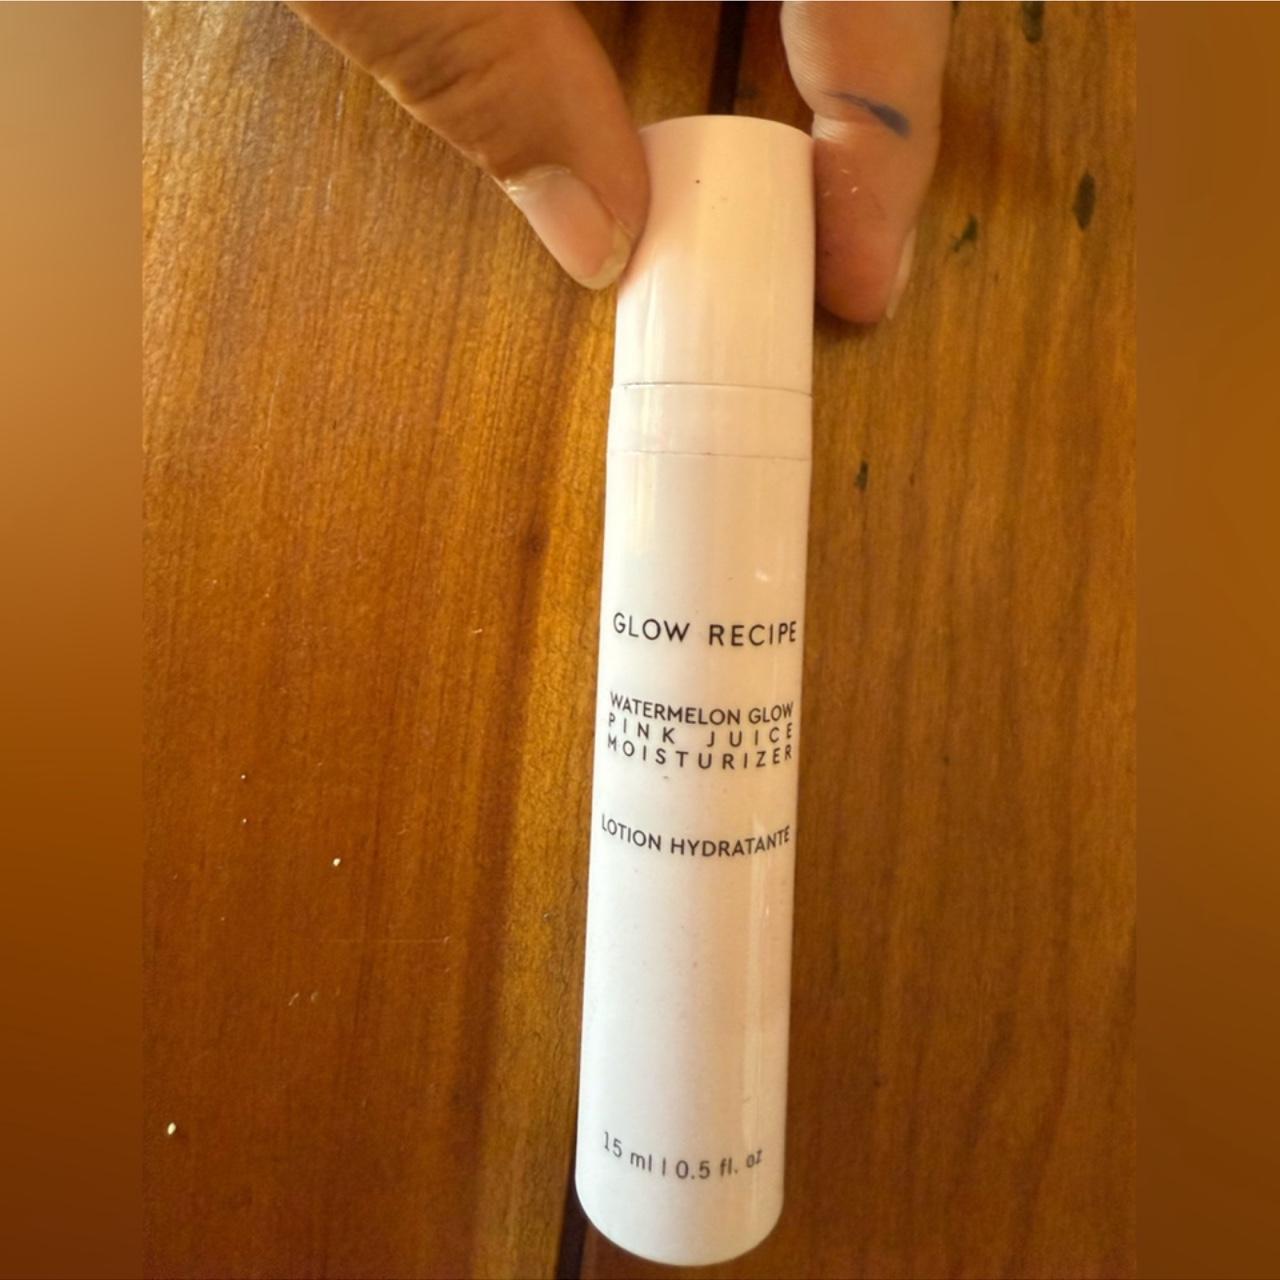 GLOW RECIPE
WATERMELON GLOW
PINK JUICE
MOISTURIZER
LOTION HYDRATANTE
15 ml | 0.5 fl. oz